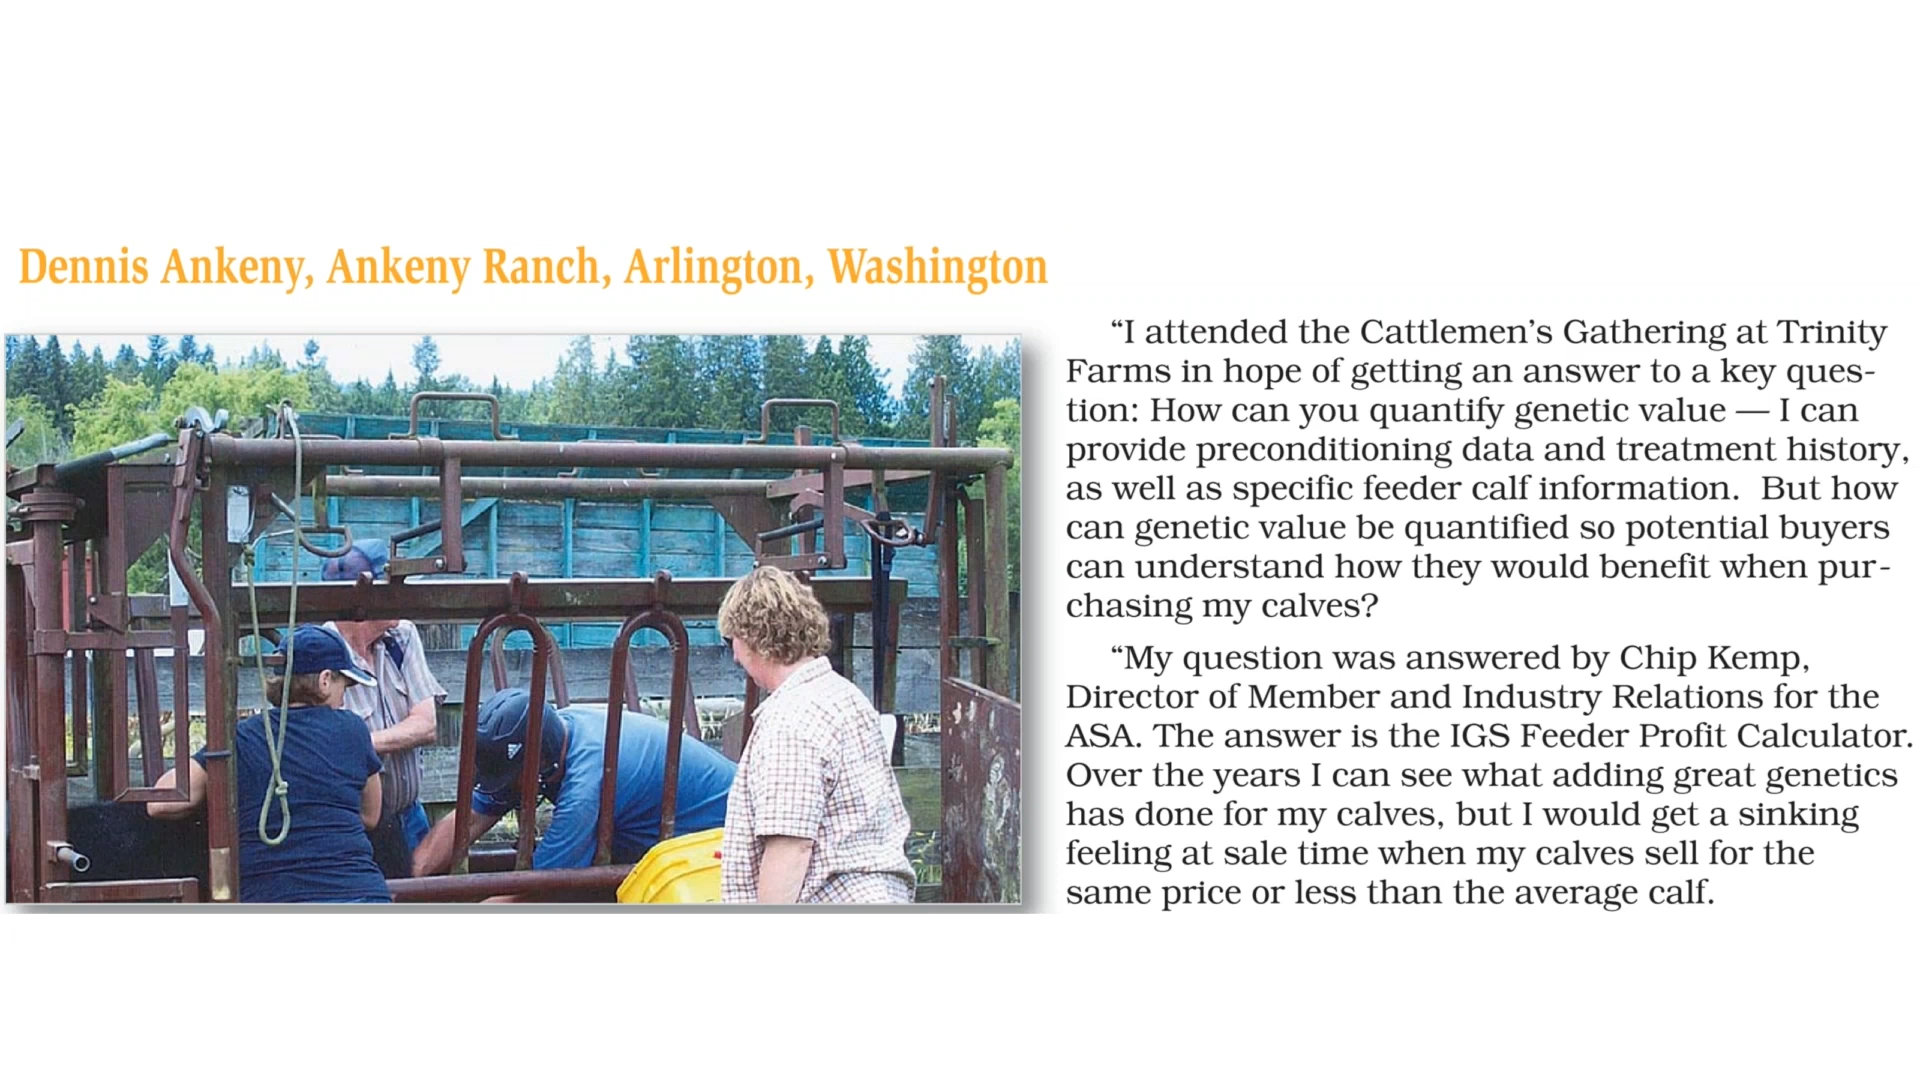 Dennis Ankeny, Ankeny Ranch, Arlington, Washington
“I attended the Cattlemen’s Gathering at Trinity
Farms in hope of getting an answer to a key ques-
tion: How can you quantify genetic value — I can
provide preconditioning data and treatment history,
as well as specific feeder calf information.  But how
can genetic value be quantified so potential buyers
can understand how they would benefit when pur-
chasing my calves?
“My question was answered by Chip Kemp,
Director of Member and Industry Relations for the
ASA. The answer is the IGS Feeder Profit Calculator.
Over the years I can see what adding great genetics
has done for my calves, but I would get a sinking
feeling at sale time when my calves sell for the
same price or less than the average calf.